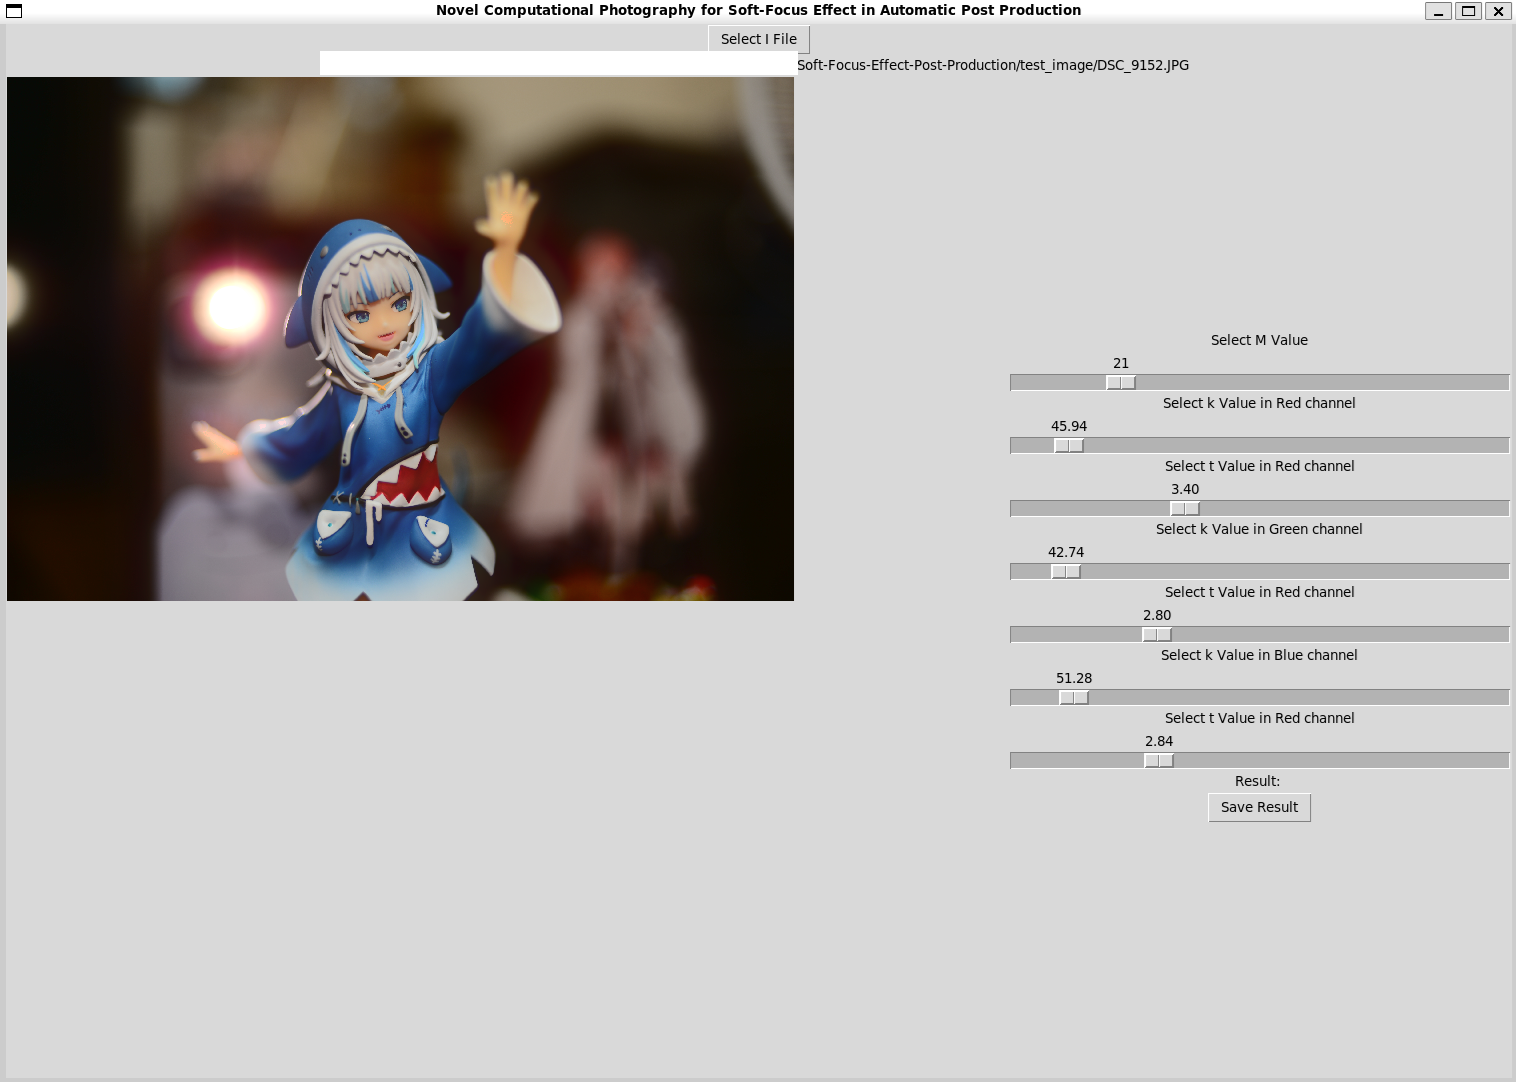 Novel Computational Photography for Soft-Focus Effect in Automatic Post Production
Select I File
Soft-Focus-Effect-Post-Production/test_image/DSC_9152.JPG
Select M Value
21
Select k Value in Red channel
45.94
Select t Value in Red channel
3.40
Select k Value in Green channel
42.74
Select t Value in Red channel
2.80
Select k Value in Blue channel
51.28
Select t Value in Red channel
2.84
Result:
Save Result